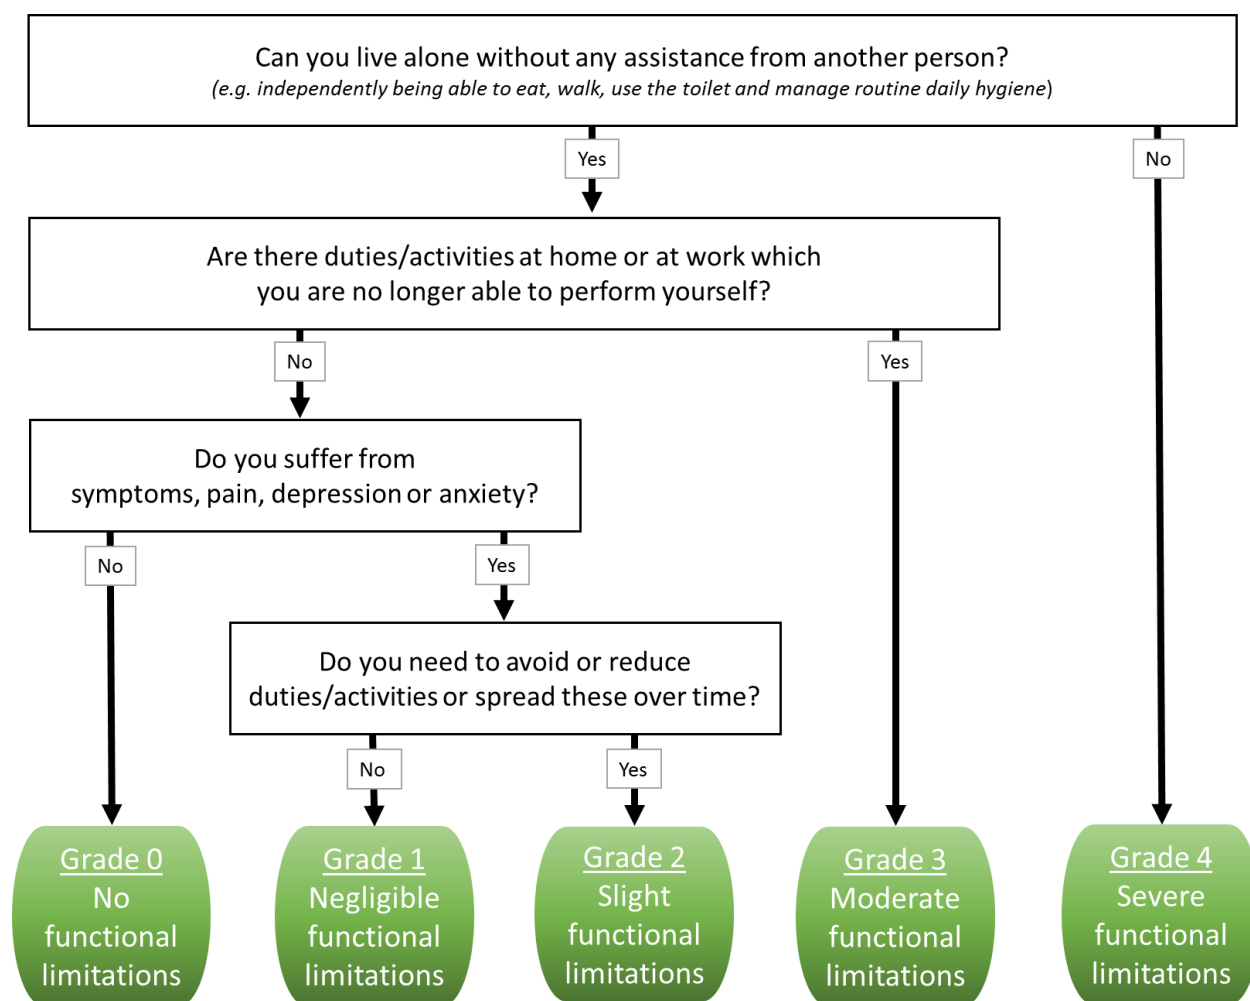 Can you live alone without any assistance from another person?
(e.g. independently being able to eat, walk, use the toilet and manage routine daily hygiene)
Yes
No
Are there duties/activities at home or at work which
you are no longer able to perform yourself?
No
Yes
Do you suffer from
symptoms, pain, depression or anxiety?
No
Yes
Do you need to avoid or reduce
duties/activities or spread these over time?
No
Yes
Grade 0
No
functional
limitations
Grade 1
Negligible
functional
limitations
Grade 2
Slight
functional
limitations
Grade 3
Moderate
functional
limitations
Grade 4
Severe
functional
limitations